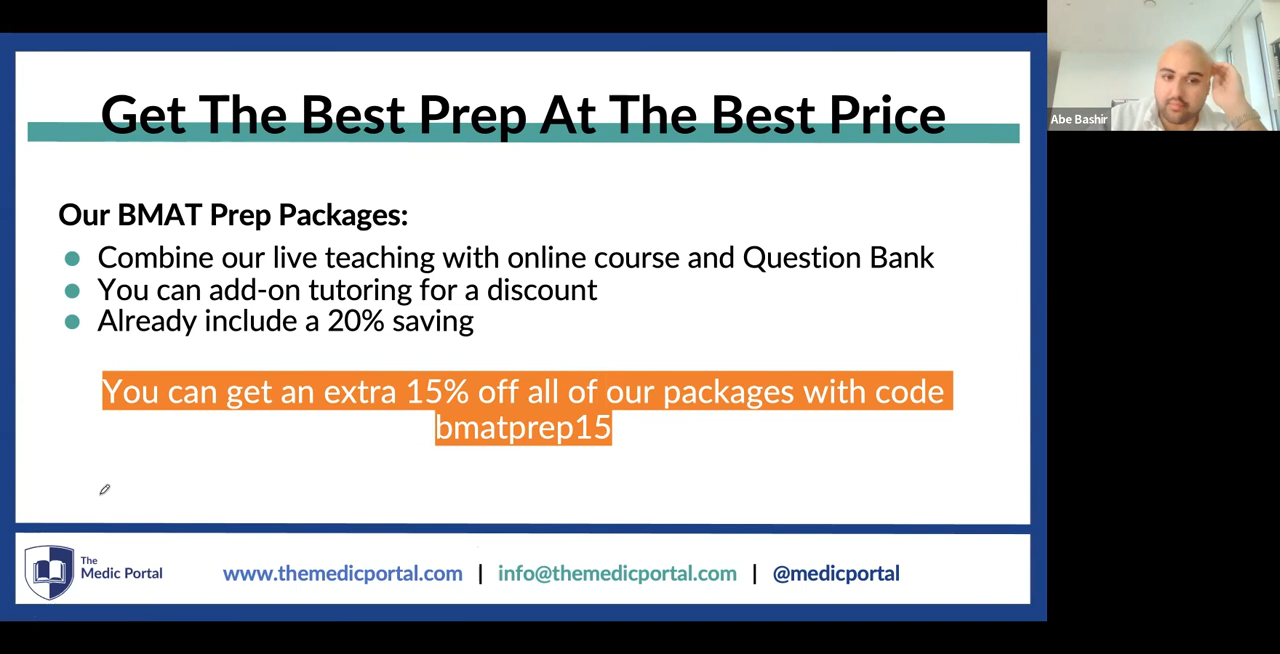 Get The Best Prep At The Best Price
Our BMAT Prep Packages:
Combine our live teaching with online course and Question Bank
You can add-on tutoring for a discount
Already include a 20% saving
You can get an extra 15% off all of our packages with code
bmatprep15
The
Medic Portal
www.themedicportal.com | info@themedicportal.com | @medicportal
Abe Bashir